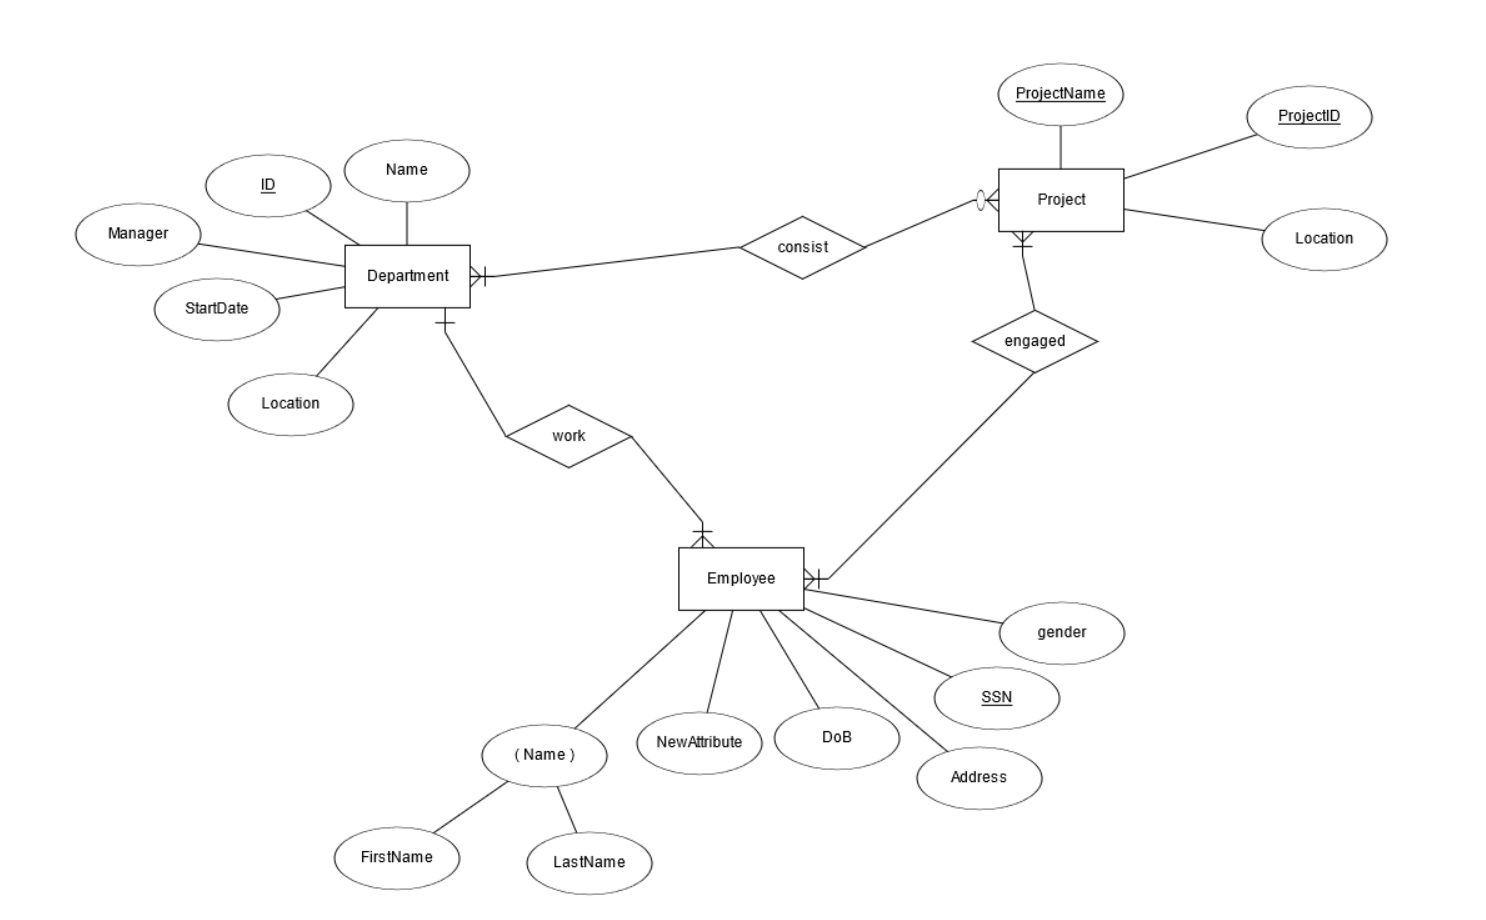 ProjectName
ProjectID
Name
ID
Project
Manager
Location
consist
Department
StartDate
engaged
Location
work
Employee
gender
SSN
NewAttribute
DoB
( Name )
Address
FirstName
LastName